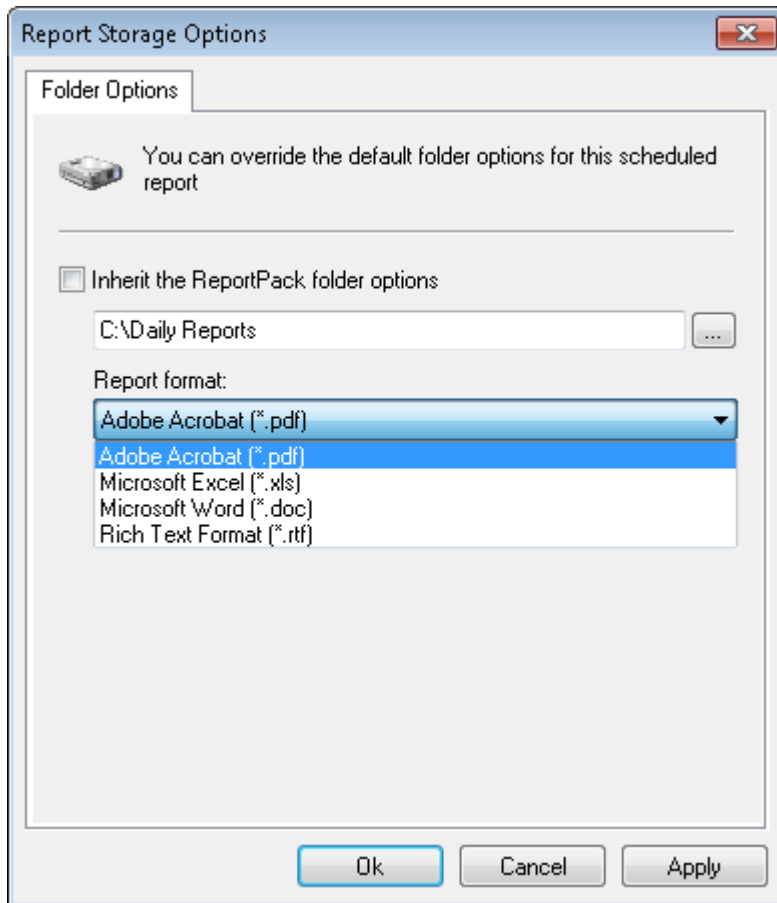 Report Storage Options
Folder Options
You can override the default folder options for this scheduled
report
Inherit the ReportPack folder options
C:\Daily Reports
...
Report format:
Adobe Acrobat (*.pdf)
Adobe Acrobat (*.pdf)
Microsoft Excel (*.xls)
Microsoft Word (*.doc)
Rich Text Format (*.rtf)
Ok Cancel Apply